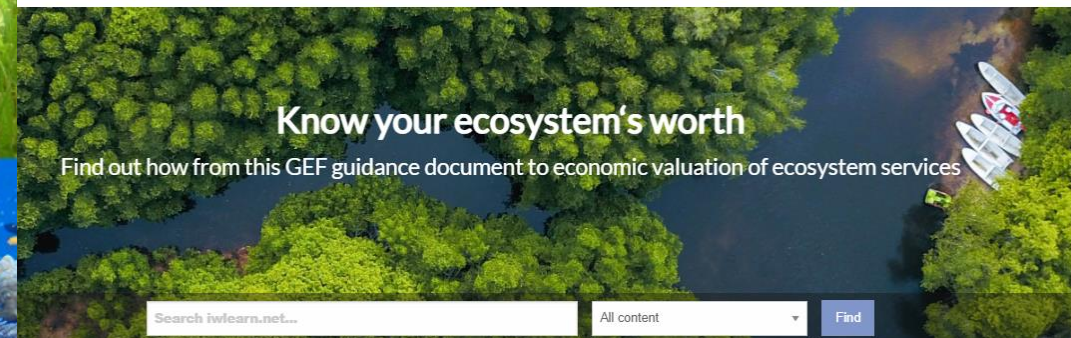 Know your ecosystem‘s worth
Find out how from this GEF guidance document to economic valuation of ecosystem services
Search iwlearn.net...
All content
Find